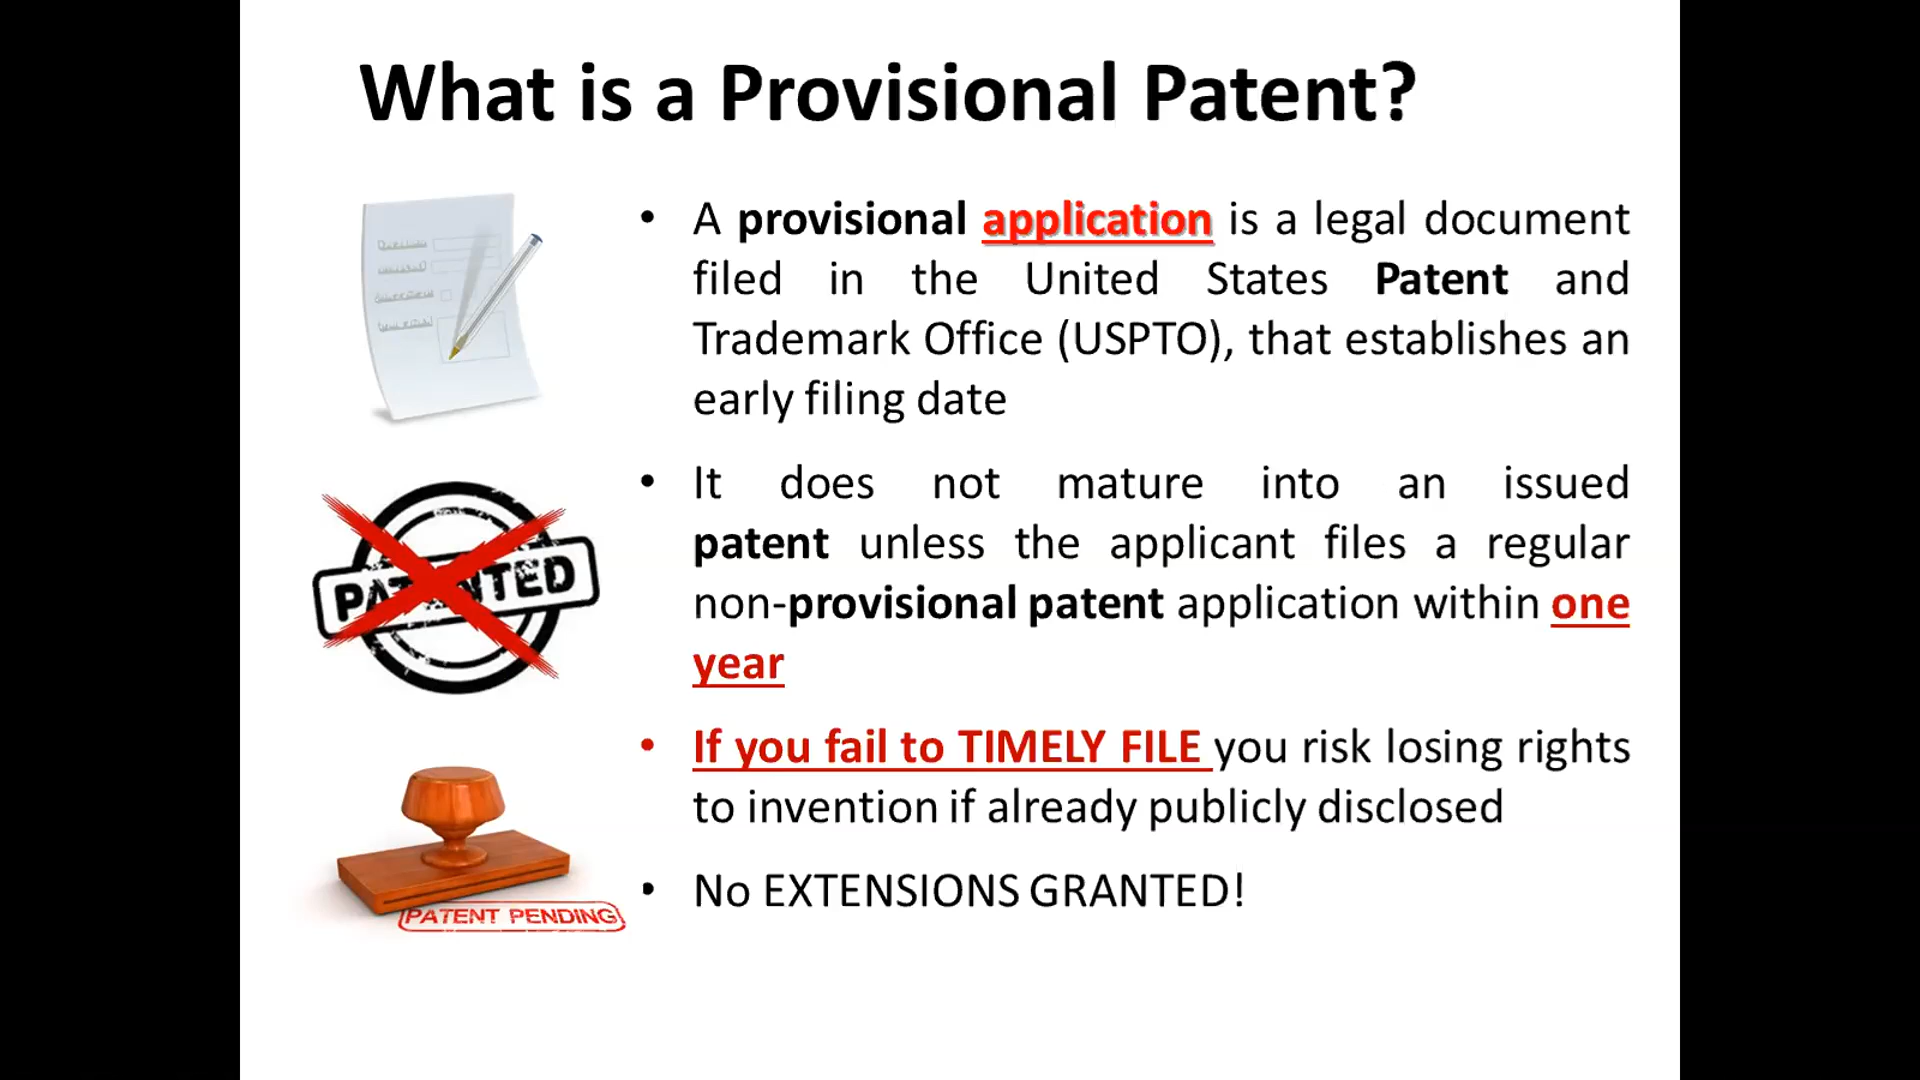 What is a Provisional Patent?
• A provisional application is a legal document
filed in the United States Patent and
Trademark Office (USPTO), that establishes an
early filing date
• It does not mature into an issued
patent unless the applicant files a regular
non-provisional patent application within one
year
PATENTED
• If you fail to TIMELY FILE you risk losing rights
to invention if already publicly disclosed
• No EXTENSIONS GRANTED!
PATENT PENDING